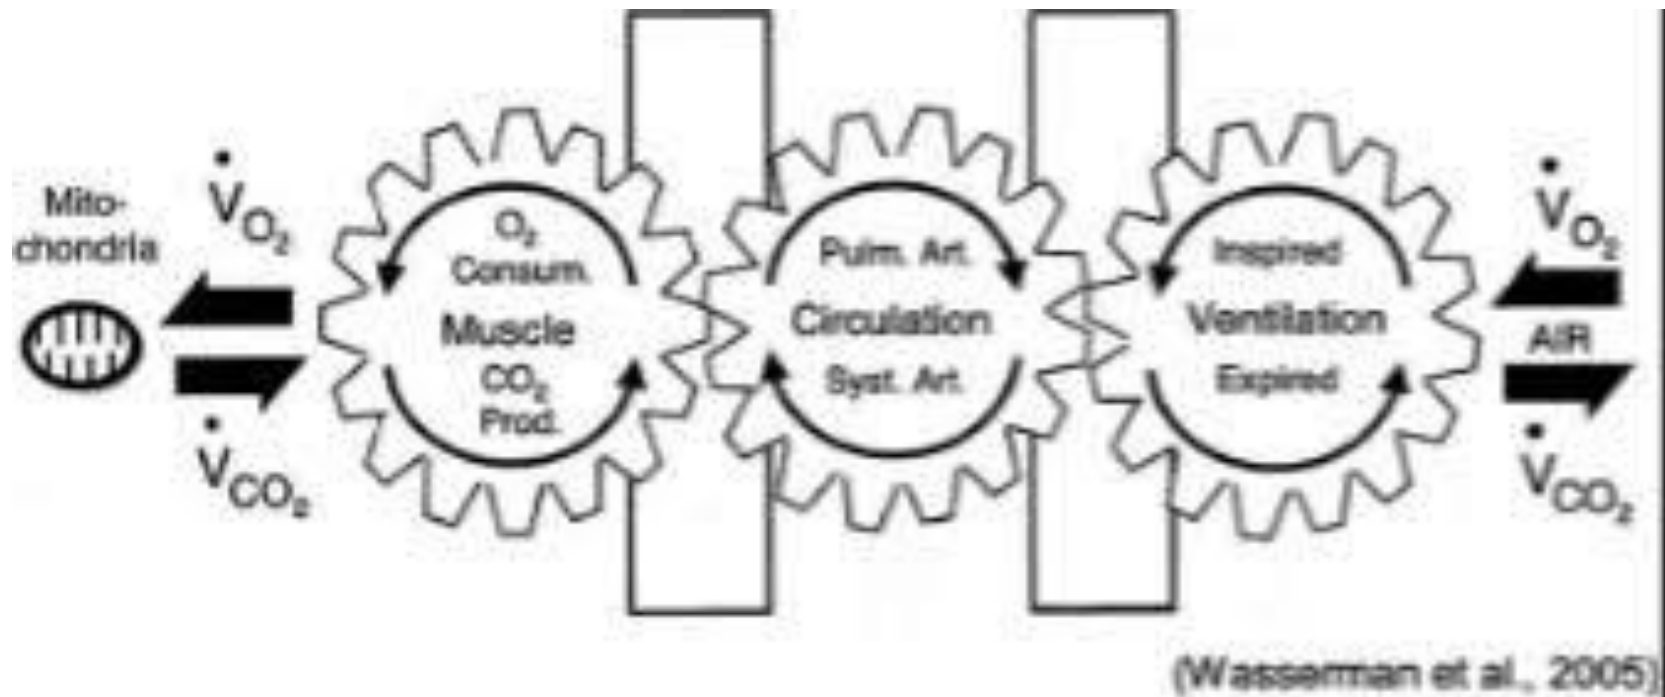 Mito-
chondria
V̇O₂
V̇CO₂
O₂
Consum.
Muscle
CO₂
Prod.
Pulm. Art.
Circulation
Syst. Art.
Inspired
Ventilation
Expired
V̇O₂
AIR
V̇CO₂
(Wasserman et al., 2005)